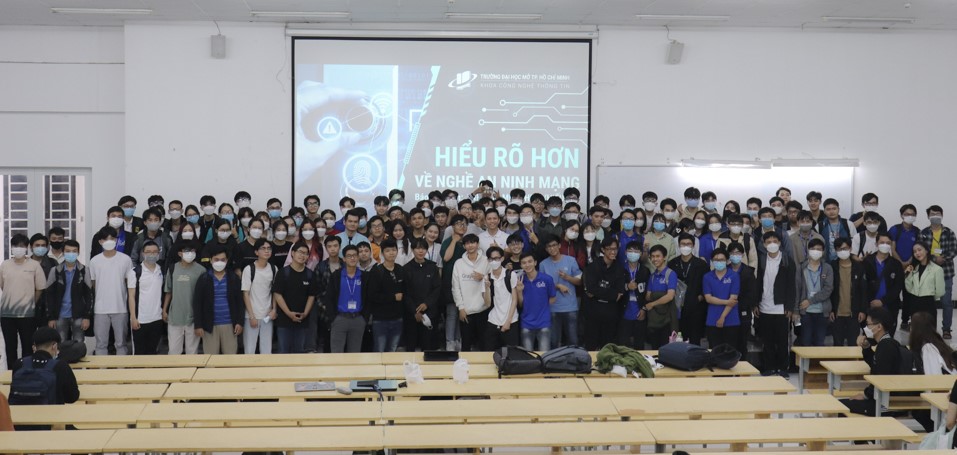 TRƯỜNG ĐẠI HỌC MỞ TP. HỒ CHÍ MINH
KHOA CÔNG NGHỆ THÔNG TIN
HIỂU RÕ HƠN
VỀ NGHỀ AN NINH MẠNG